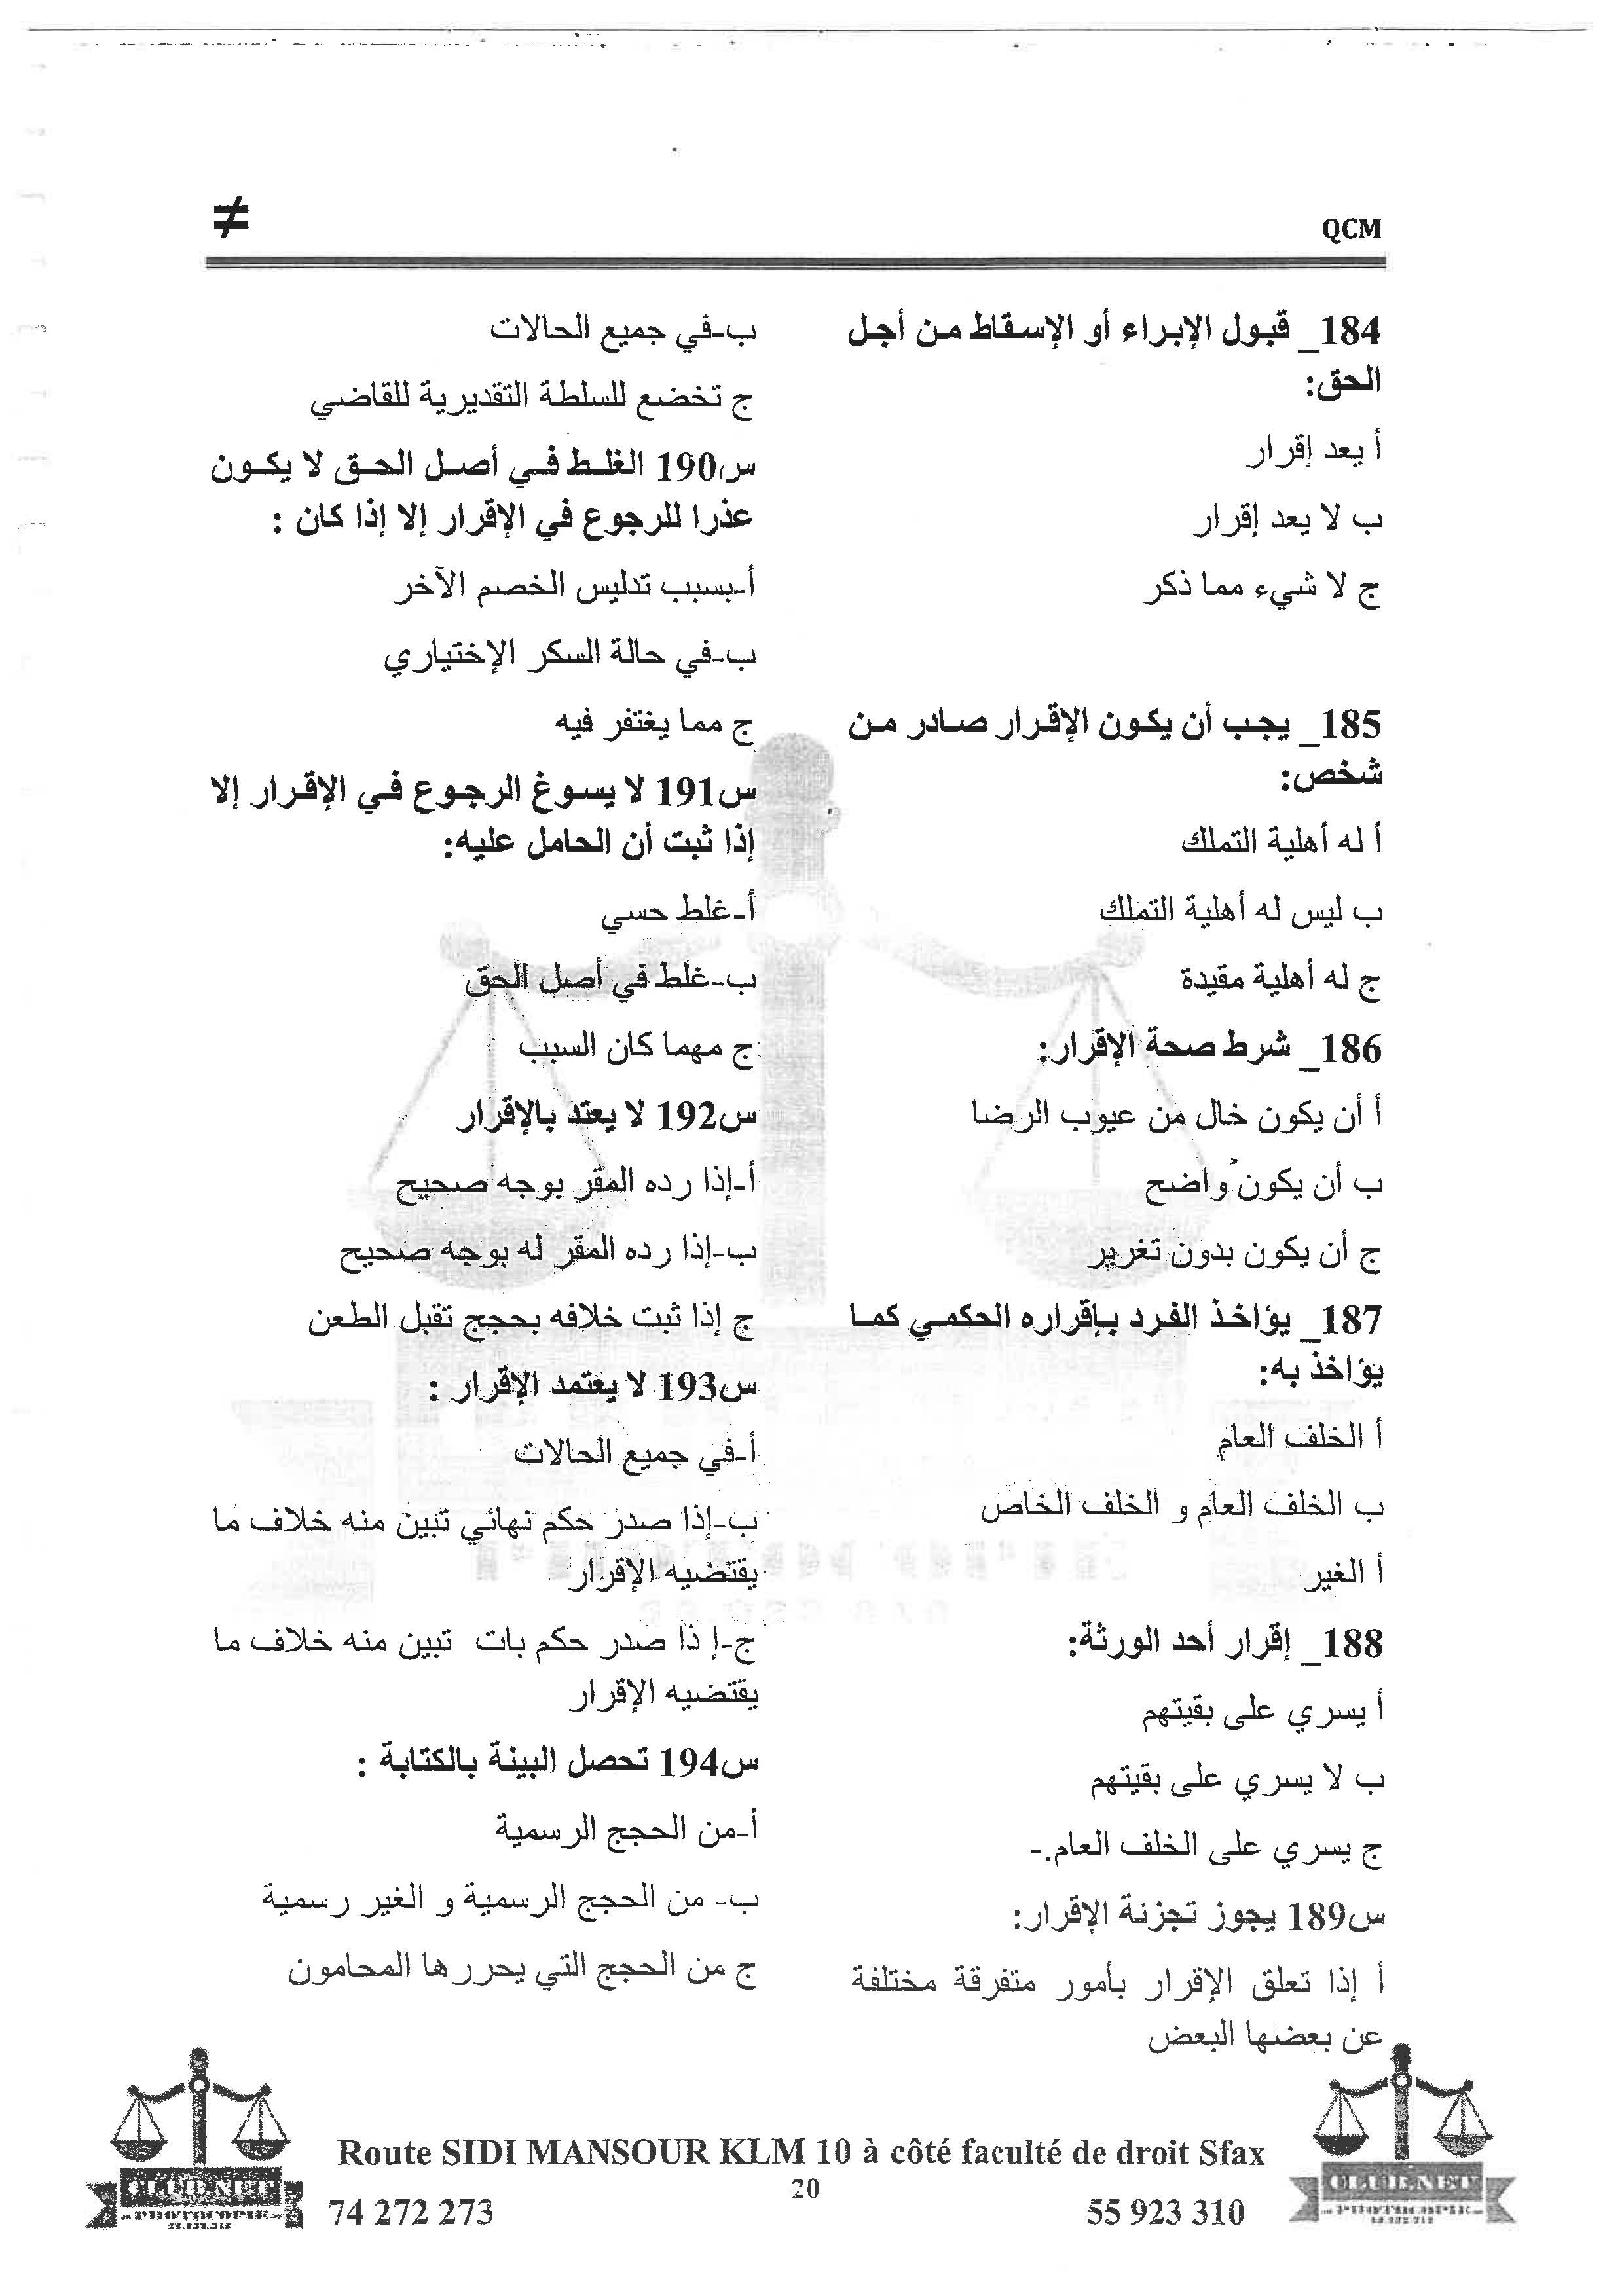 ≠
QCM
184_ قبول الإبراء أو الإسقاط من أجل
الحق:
أ يعد إقرار
ب لا يعد إقرار
ج لا شيء مما ذكر
185_ يجب أن يكون الإقرار صادر من
شخص:
أ له أهلية التملك
ب ليس له أهلية التملك
ج له أهلية مقيدة
186_ شرط صحة الإقرار:
أ أن يكون خال من عيوب الرضا
ب أن يكون واضح
ج أن يكون بدون تغرير
187_ يؤاخذ الفرد بإقراره الحكمي كما
يؤاخذ به:
أ الخلف العام
ب الخلف العام و الخلف الخاص
أ الغير
188_ إقرار أحد الورثة:
أ يسري على بقيتهم
ب لا يسري على بقيتهم
ج يسري على الخلف العام.-
س189 يجوز تجزئة الإقرار:
أ إذا تعلق الإقرار بأمور متفرقة مختلفة
عن بعضها البعض
ب-في جميع الحالات
ج تخضع للسلطة التقديرية للقاضي
س190 الغلط في أصل الحق لا يكون
عذرا للرجوع في الإقرار إلا إذا كان :
أ-بسبب تدليس الخصم الآخر
ب-في حالة السكر الإختياري
ج مما يغتفر فيه
س191 لا يسوغ الرجوع في الإقرار إلا
إذا ثبت أن الحامل عليه:
أ-غلط حسي
ب-غلط في أصل الحق
ج مهما كان السبب
س192 لا يعتد بالإقرار
أ-إذا رده المقر بوجه صحيح
ب-إذا رده المقر له بوجه صحيح
ج إذا ثبت خلافه بحجج تقبل الطعن
س193 لا يعتمد الإقرار :
أ-في جميع الحالات
ب-إذا صدر حكم نهائي تبين منه خلاف ما
يقتضيه الإقرار
ج-إ ذا صدر حكم بات تبين منه خلاف ما
يقتضيه الإقرار
س194 تحصل البينة بالكتابة :
أ-من الحجج الرسمية
ب- من الحجج الرسمية و الغير رسمية
ج من الحجج التي يحررها المحامون
Route SIDI MANSOUR KLM 10 à côté faculté de droit Sfax
20
74 272 273
55 923 310